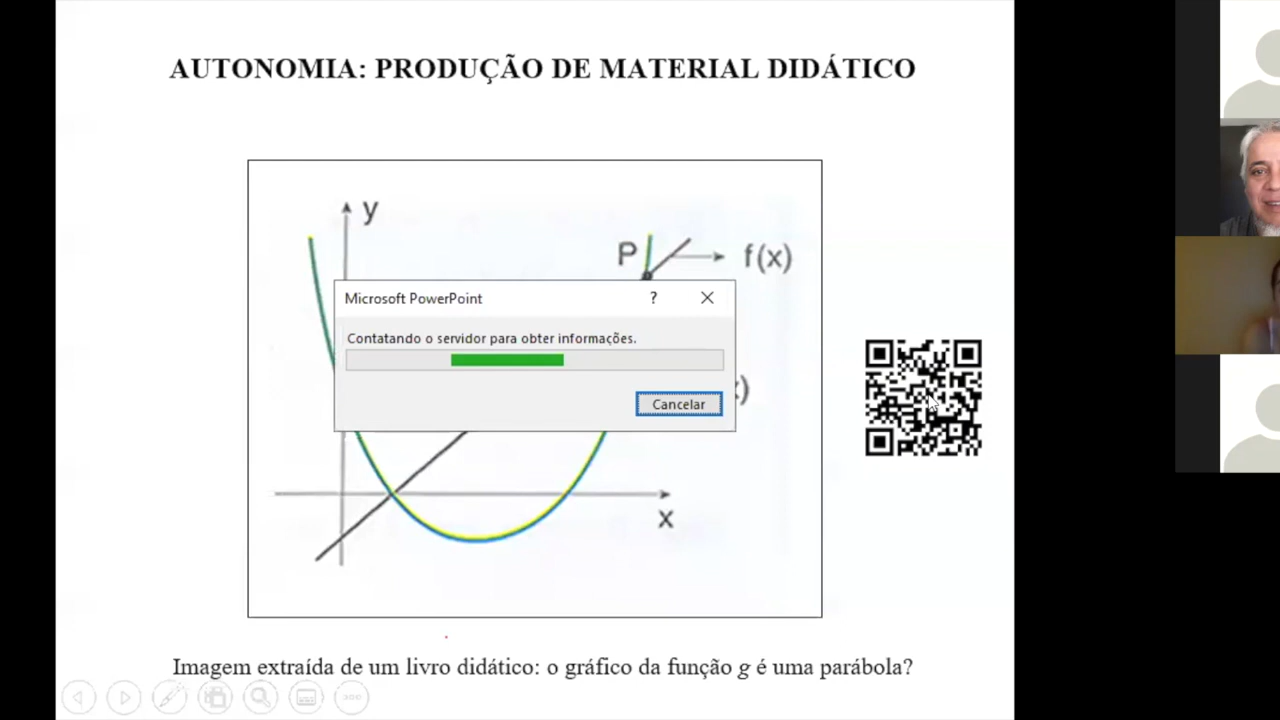 AUTONOMIA: PRODUÇÃO DE MATERIAL DIDÁTICO
y
P
f(x)
Microsoft PowerPoint
?
Contatando o servidor para obter informações.
Cancelar
x)
x
Imagem extraída de um livro didático: o gráfico da função g é uma parábola?